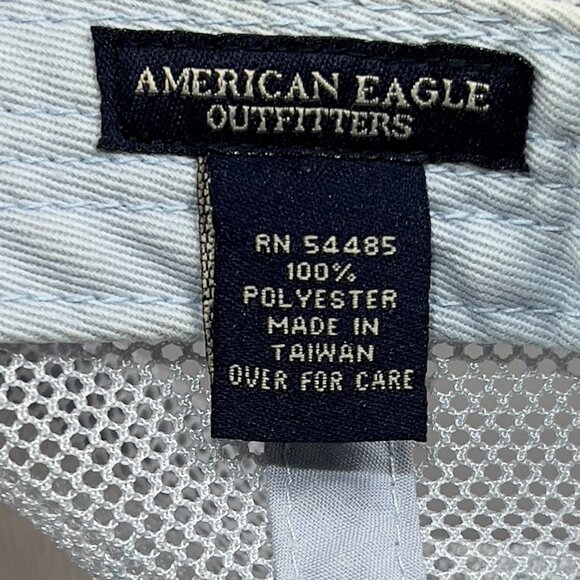 AMERICAN EAGLE
OUTFITTERS
RN 54485
100%
POLYESTER
MADE IN
TAIWAN
OVER FOR CARE